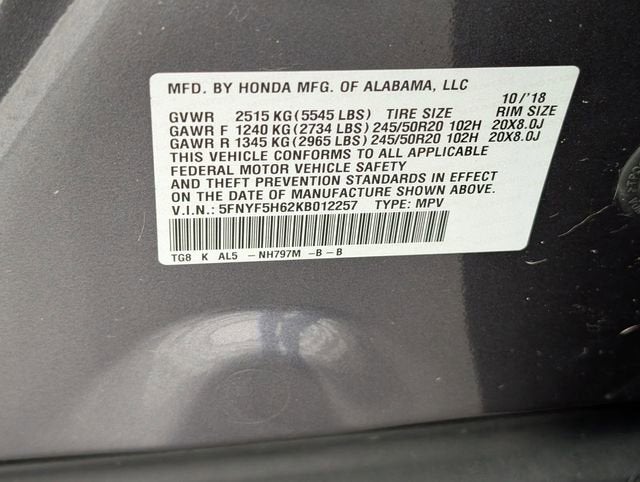 MFD. BY HONDA MFG. OF ALABAMA, LLC
10/'18
GVWR 2515 KG (5545 LBS) TIRE SIZE RIM SIZE
GAWR F 1240 KG (2734 LBS) 245/50R20 102H 20X8.0J
GAWR R 1345 KG (2965 LBS) 245/50R20 102H 20X8.0J
THIS VEHICLE CONFORMS TO ALL APPLICABLE
FEDERAL MOTOR VEHICLE SAFETY
AND THEFT PREVENTION STANDARDS IN EFFECT
ON THE DATE OF MANUFACTURE SHOWN ABOVE.
V.I.N.: 5FNYF5H62KB012257 TYPE: MPV
TG8 K AL5 - NH797M - B - B